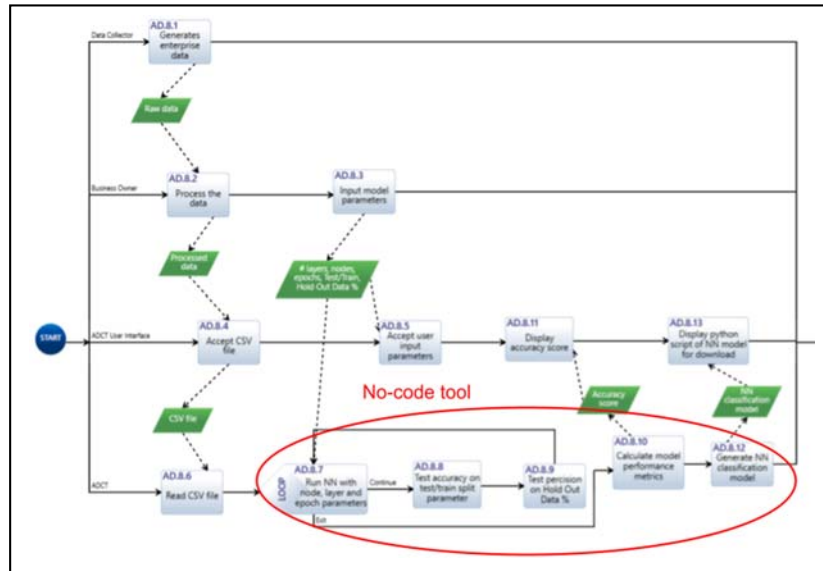 AD.8.1
Data Collector
Generates
enterprise
data
Raw data
AD.8.2
Business Owner
Process the
data
AD.8.3
Input model
parameters
Processed
data
# layers, nodes,
epochs, Test/Train,
Hold Out Data %
START
ADCT User Interface
AD.8.4
Accept CSV
file
AD.8.5
Accept user
input
parameters
AD.8.11
Display
accuracy
score
AD.8.13
Display python
script of NN model
for download
No-code tool
CSV file
Accuracy
score
NN
classification
model
ADCT
AD.8.6
Read CSV file
LOOP
AD.8.7
Run NN with
node, layer and
epoch parameters
Continue
Exit
AD.8.8
Test accuracy on
test/train split
parameter
AD.8.9
Test percision
on Hold Out
Data %
AD.8.10
Calculate model
performance
metrics
AD.8.12
Generate NN
classification
model